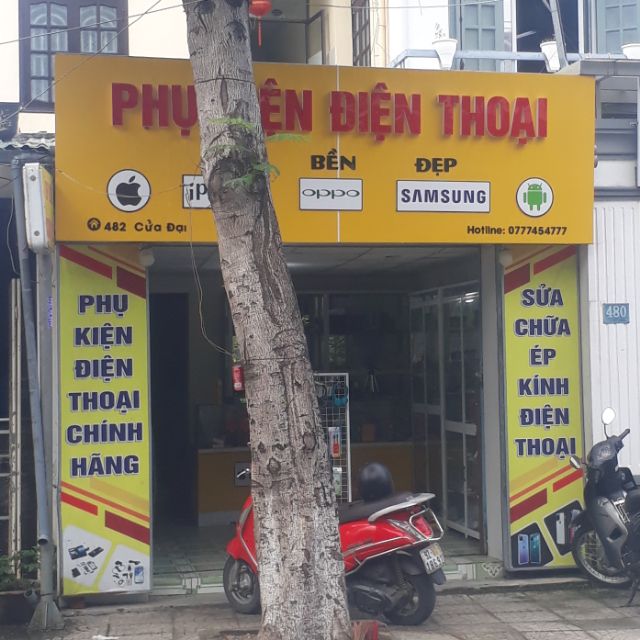 PHỤ ĐIỆN THOẠI
BỀN ĐẸP
OPPO SAMSUNG
482 Cửa Đại
Hotline: 0777454777
PHỤ
KIỆN
ĐIỆN
THOẠI
CHÍNH
HÃNG
SỬA
CHỮA
ÉP
KÍNH
ĐIỆN
THOẠI
480